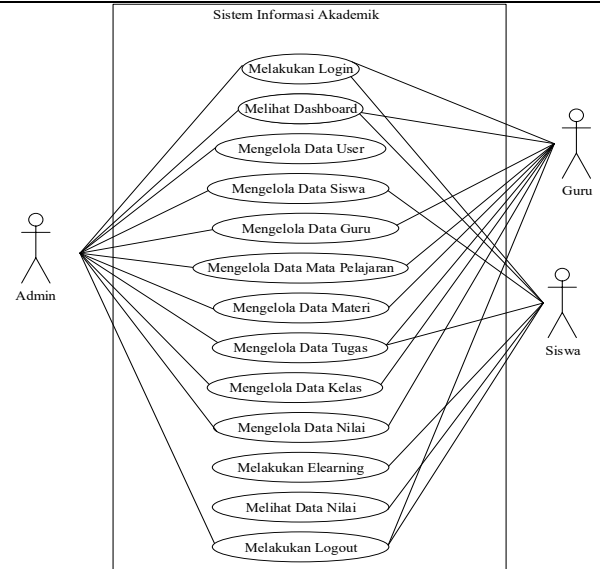 Sistem Informasi Akademik
Melakukan Login
Melihat Dashboard
Mengelola Data User
Mengelola Data Siswa
Mengelola Data Guru
Mengelola Data Mata Pelajaran
Mengelola Data Materi
Mengelola Data Tugas
Mengelola Data Kelas
Mengelola Data Nilai
Melakukan Elearning
Melihat Data Nilai
Melakukan Logout
Admin
Guru
Siswa